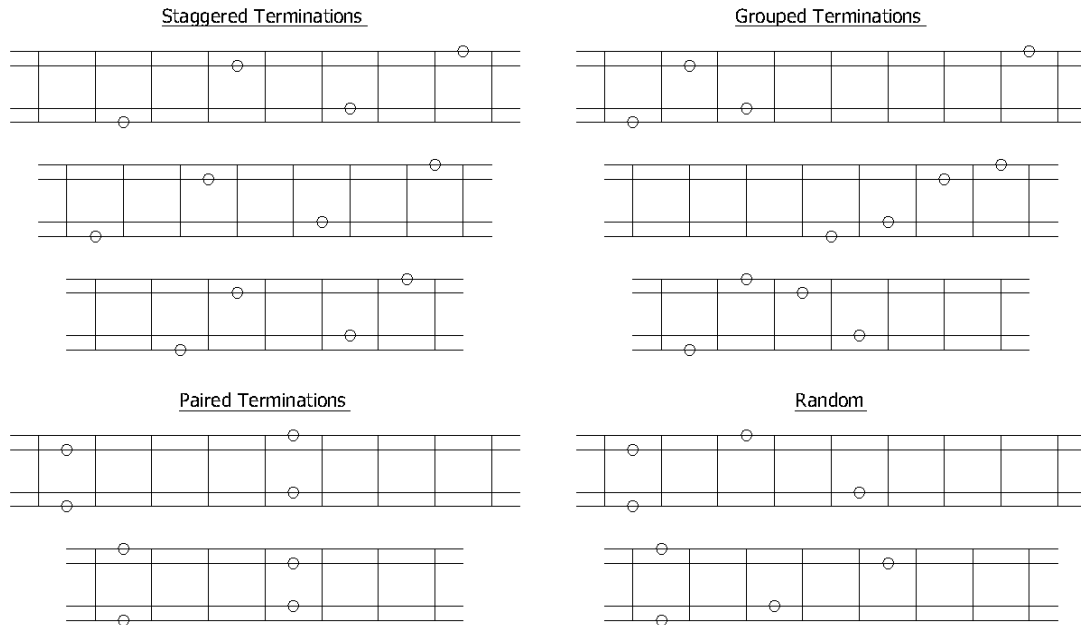 Staggered Terminations
Grouped Terminations
Paired Terminations
Random